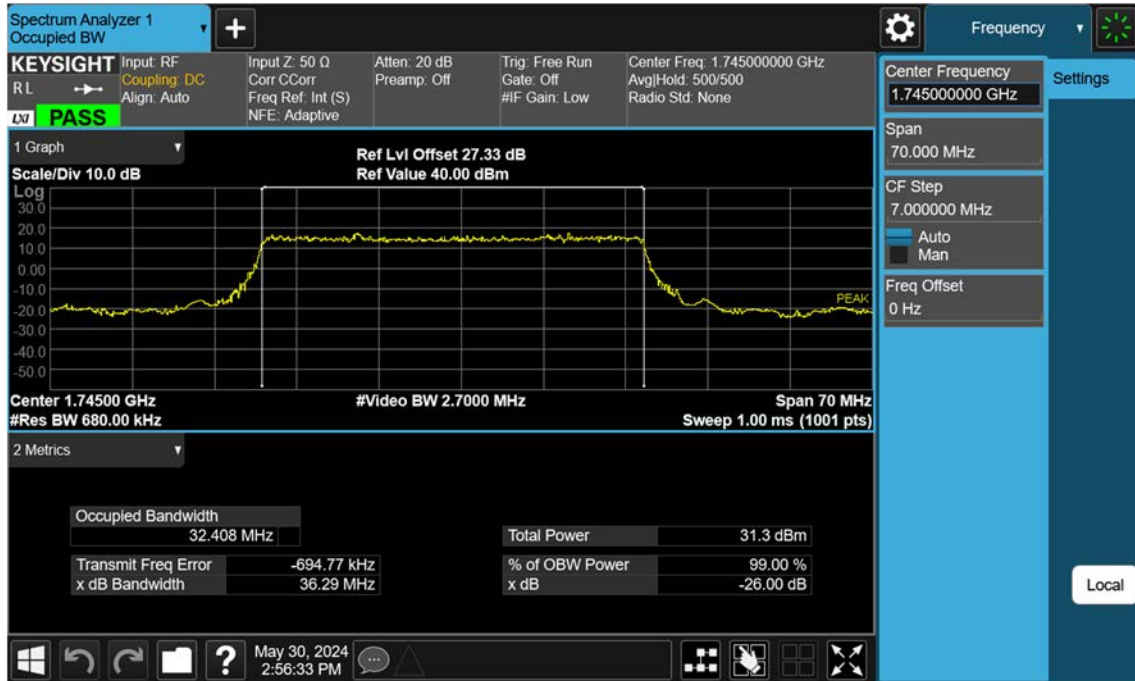 Spectrum Analyzer 1
Occupied BW
+
Frequency
KEYSIGHT
RL
LXI PASS
Input: RF
Coupling: DC
Align: Auto
Input Z: 50 Ω
Corr CCorr
Freq Ref: Int (S)
NFE: Adaptive
Atten: 20 dB
Preamp: Off
Trig: Free Run
Gate: Off
#IF Gain: Low
Center Freq: 1.745000000 GHz
Avg|Hold: 500/500
Radio Std: None
Center Frequency
1.745000000 GHz
Settings
Span
70.000 MHz
CF Step
7.000000 MHz
Auto
Man
Freq Offset
0 Hz
Local
1 Graph
Scale/Div 10.0 dB
Ref Lvl Offset 27.33 dB
Ref Value 40.00 dBm
Log
30.0
20.0
10.0
0.00
-10.0
-20.0
-30.0
-40.0
-50.0
PEAK
Center 1.74500 GHz
#Video BW 2.7000 MHz
Span 70 MHz
#Res BW 680.00 kHz
Sweep 1.00 ms (1001 pts)
2 Metrics
Occupied Bandwidth
32.408 MHz
Total Power 31.3 dBm
Transmit Freq Error -694.77 kHz
% of OBW Power 99.00 %
x dB Bandwidth 36.29 MHz
x dB -26.00 dB
?
May 30, 2024
2:56:33 PM